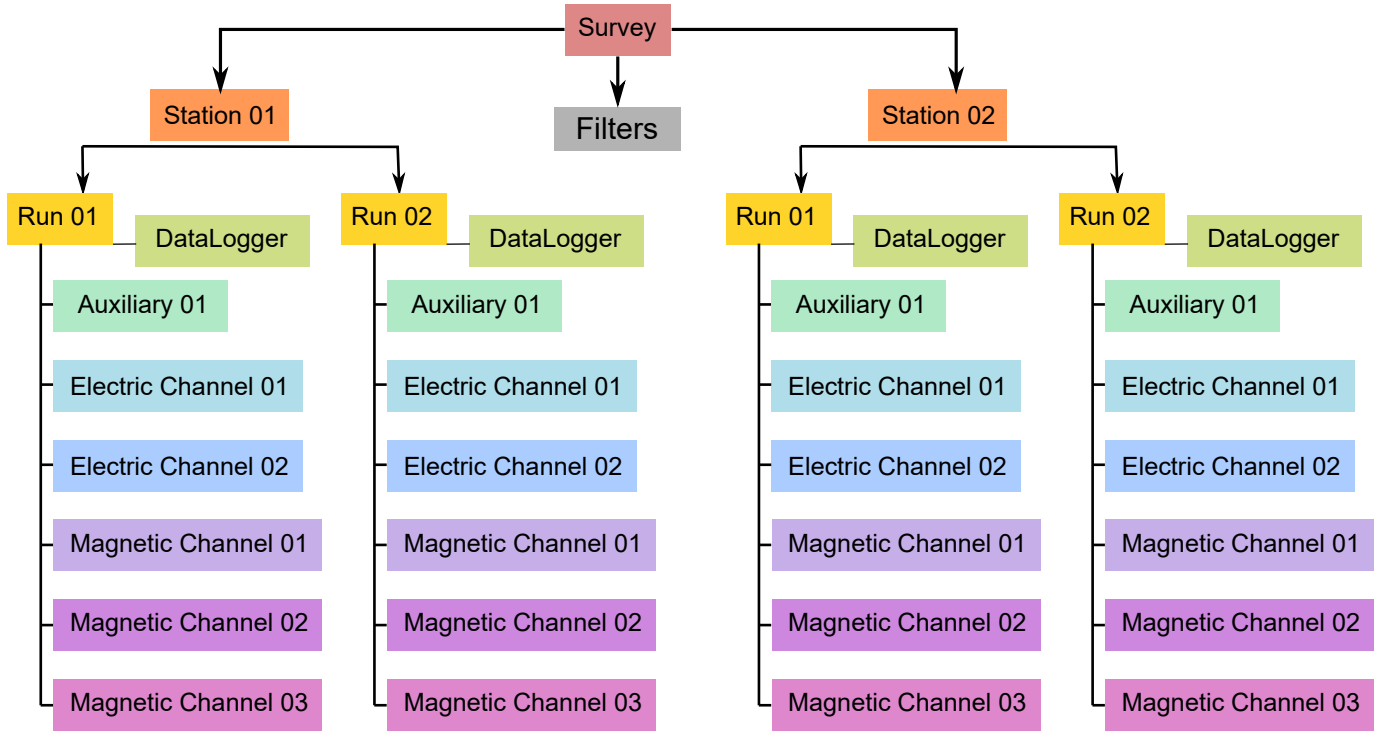 Survey
Station 01
Filters
Station 02
Run 01
DataLogger
Auxiliary 01
Electric Channel 01
Electric Channel 02
Magnetic Channel 01
Magnetic Channel 02
Magnetic Channel 03
Run 02
DataLogger
Auxiliary 01
Electric Channel 01
Electric Channel 02
Magnetic Channel 01
Magnetic Channel 02
Magnetic Channel 03
Run 01
DataLogger
Auxiliary 01
Electric Channel 01
Electric Channel 02
Magnetic Channel 01
Magnetic Channel 02
Magnetic Channel 03
Run 02
DataLogger
Auxiliary 01
Electric Channel 01
Electric Channel 02
Magnetic Channel 01
Magnetic Channel 02
Magnetic Channel 03